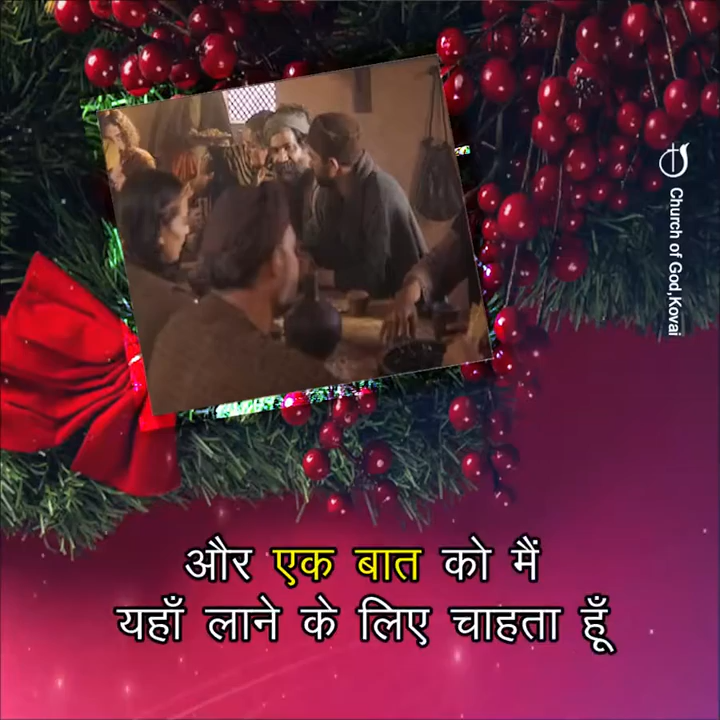 Church of God,Kovai
और एक बात को मैं
यहाँ लाने के लिए चाहता हूँ